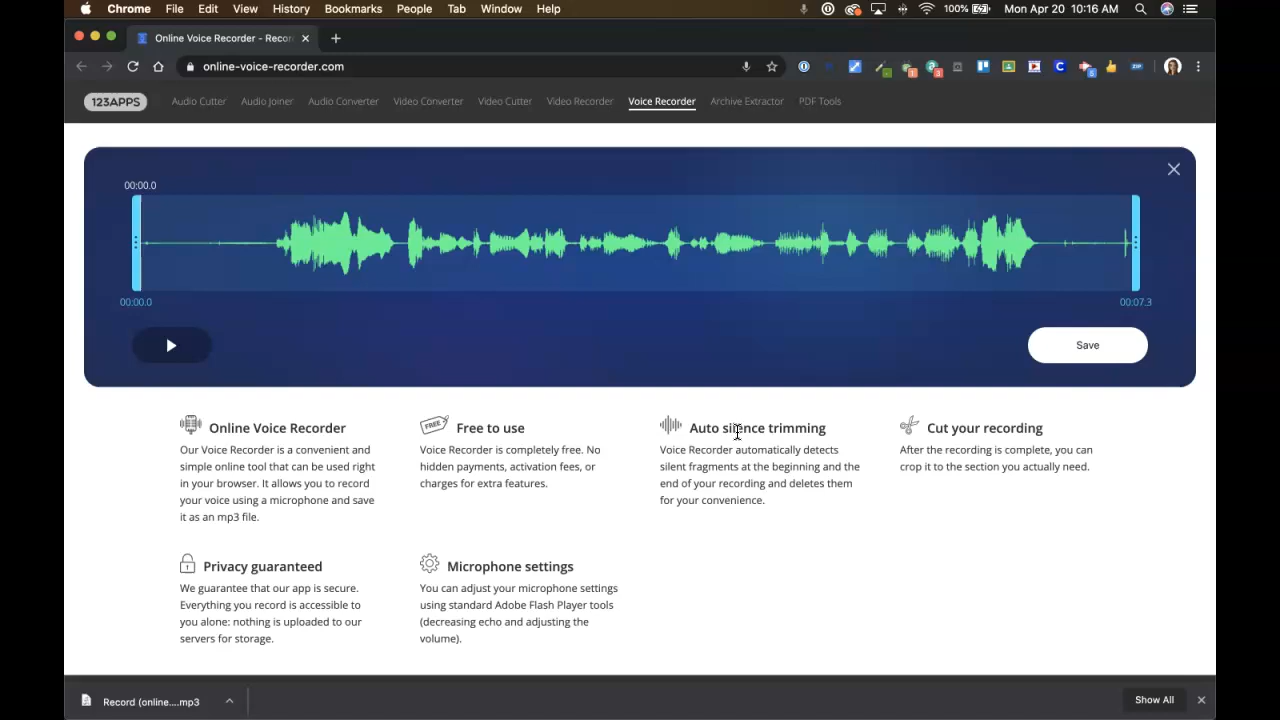 Chrome File Edit View History Bookmarks People Tab Window Help 100% Mon Apr 20 10:16 AM
Online Voice Recorder - Recor
online-voice-recorder.com
123APPS Audio Cutter Audio Joiner Audio Converter Video Converter Video Cutter Video Recorder Voice Recorder Archive Extractor PDF Tools
00:00.0
00:00.0 00:07.3
Save
Online Voice Recorder
Our Voice Recorder is a convenient and
simple online tool that can be used right
in your browser. It allows you to record
your voice using a microphone and save
it as an mp3 file.
FREE Free to use
Voice Recorder is completely free. No
hidden payments, activation fees, or
charges for extra features.
Auto silence trimming
Voice Recorder automatically detects
silent fragments at the beginning and the
end of your recording and deletes them
for your convenience.
Cut your recording
After the recording is complete, you can
crop it to the section you actually need.
Privacy guaranteed
We guarantee that our app is secure.
Everything you record is accessible to
you alone: nothing is uploaded to our
servers for storage.
Microphone settings
You can adjust your microphone settings
using standard Adobe Flash Player tools
(decreasing echo and adjusting the
volume).
Record (online....mp3 Show All